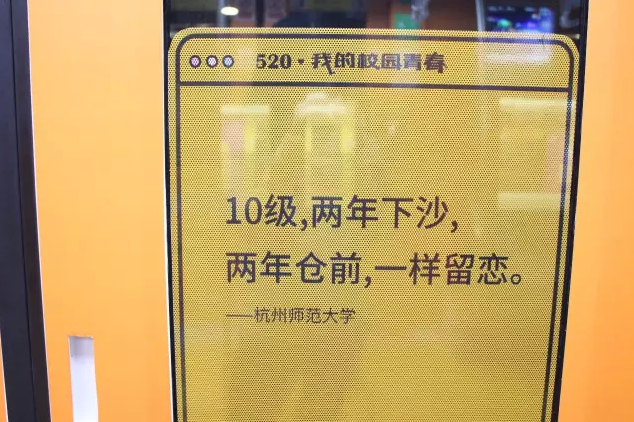 520·我的校园青春
10级,两年下沙,
两年仓前,一样留恋。
——杭州师范大学